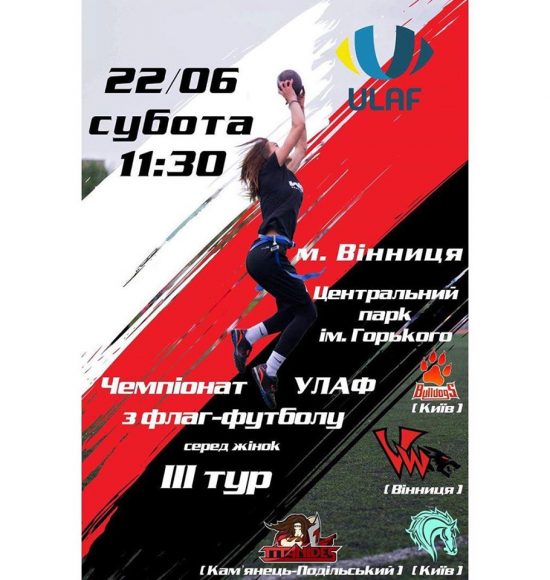 22/06
субота
11:30
ULAF
м. Вінниця
Центральний
парк
ім. Горького
Чемпіонат УЛАФ
з флаг-футболу
серед жінок
III тур
Bulldogs
(Київ)
(Вінниця)
TITANIDES
(Кам'янець-Подільський) (Київ)